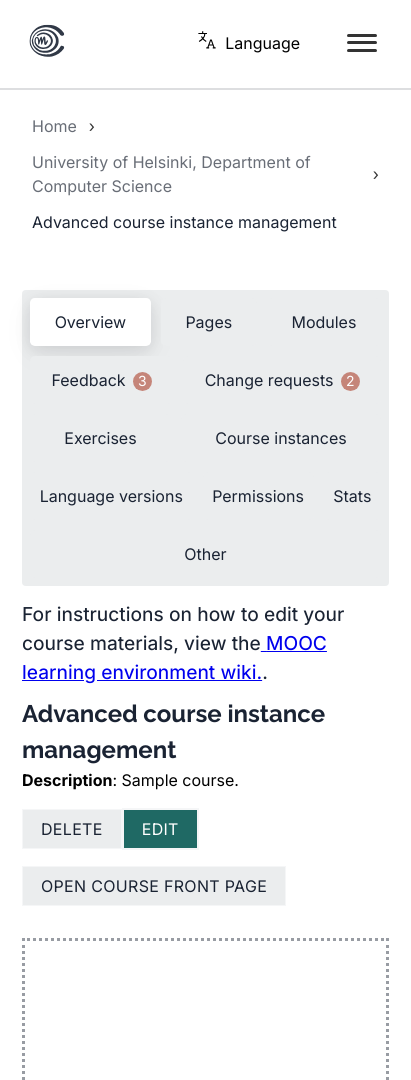 Language
Home ›
University of Helsinki, Department of
Computer Science ›
Advanced course instance management
Overview Pages Modules
Feedback 3 Change requests 2
Exercises Course instances
Language versions Permissions Stats
Other
For instructions on how to edit your
course materials, view the MOOC
learning environment wiki..
Advanced course instance
management
Description: Sample course.
DELETE EDIT
OPEN COURSE FRONT PAGE